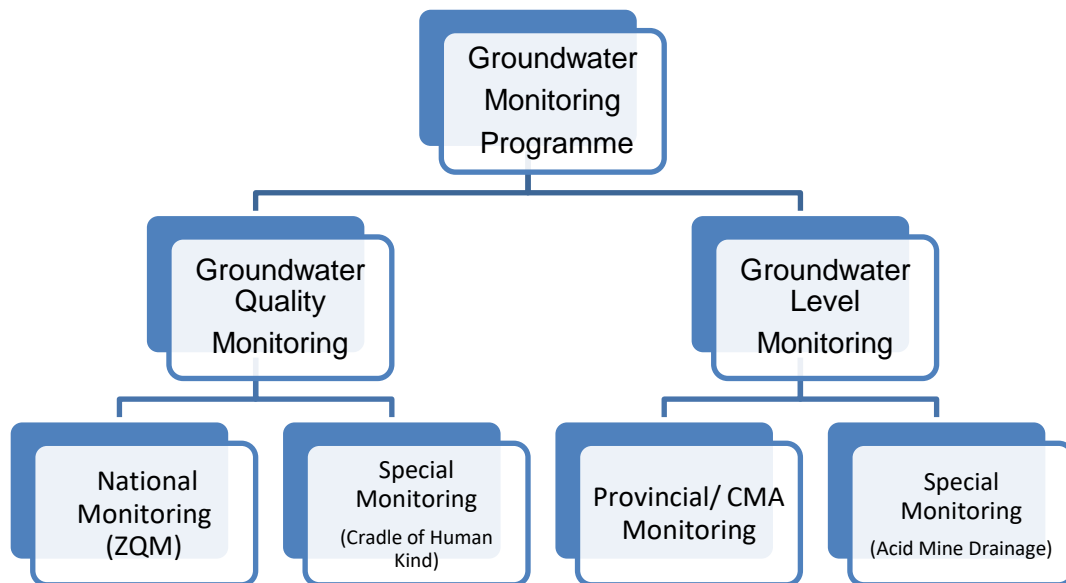 Groundwater
Monitoring
Programme
Groundwater
Quality
Monitoring
Groundwater
Level
Monitoring
National
Monitoring
(ZQM)
Special
Monitoring
(Cradle of Human
Kind)
Provincial/ CMA
Monitoring
Special
Monitoring
(Acid Mine Drainage)